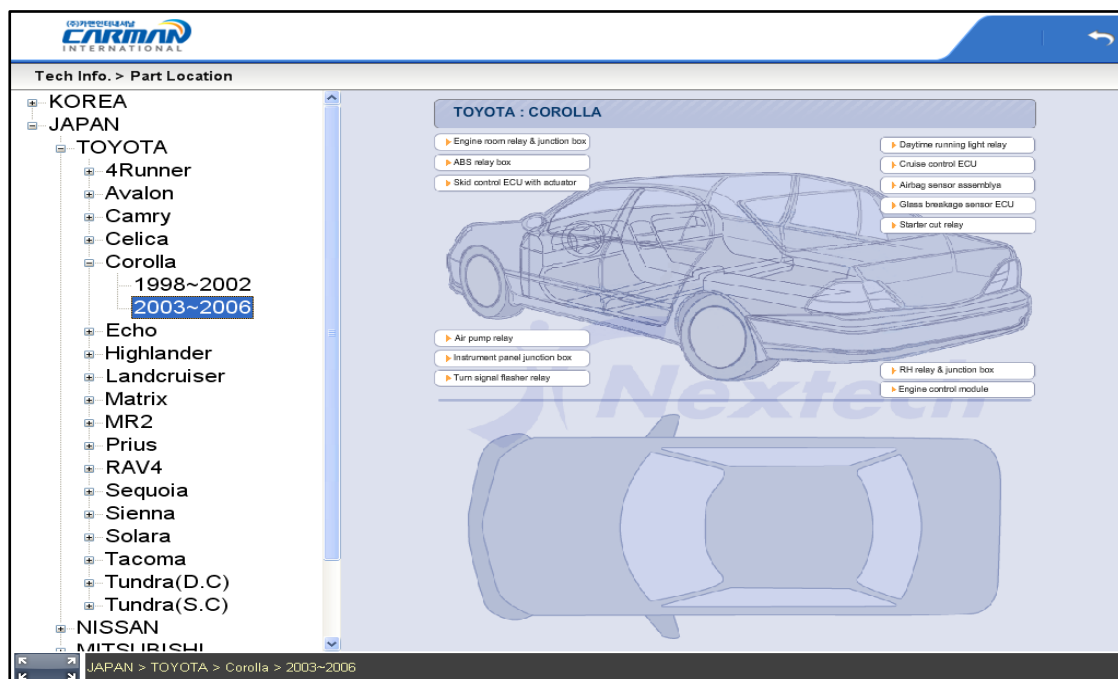 (주)카맨인터내셔날
CARMAN
INTERNATIONAL
Tech Info. > Part Location
KOREA
JAPAN
TOYOTA
4Runner
Avalon
Camry
Celica
Corolla
1998~2002
2003~2006
Echo
Highlander
Landcruiser
Matrix
MR2
Prius
RAV4
Sequoia
Sienna
Solara
Tacoma
Tundra(D.C)
Tundra(S.C)
NISSAN
MITSUBISHI
TOYOTA : COROLLA
Engine room relay & junction box
ABS relay box
Skid control ECU with actuator
Daytime running light relay
Cruise control ECU
Airbag sensor assemblya
Glass breakage sensor ECU
Starter cut relay
Air pump relay
Instrument panel junction box
Turn signal flasher relay
RH relay & junction box
Engine control module
Nextech
JAPAN > TOYOTA > Corolla > 2003~2006